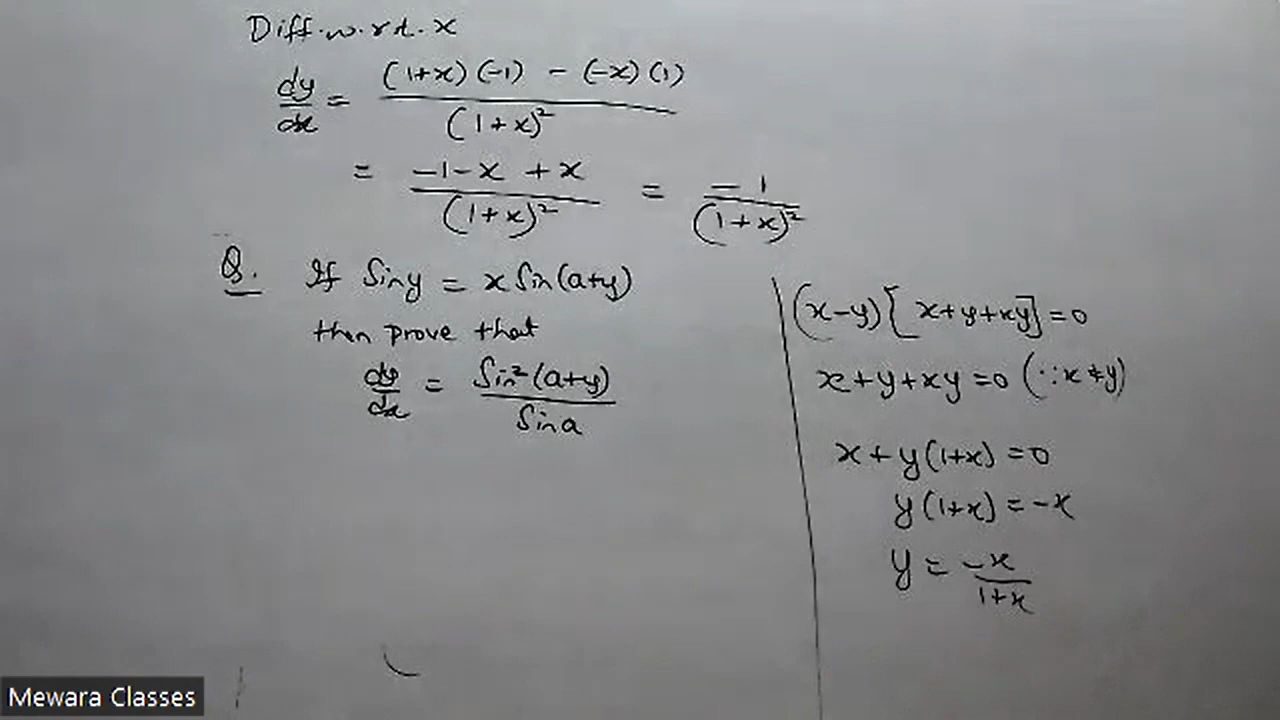 Diff.w.r.t. x
dy/dx = (1+x)(-1) - (-x)(1) / (1+x)²
= -1-x+x / (1+x)² = -1 / (1+x)²
Q. If Siny = x Sin(a+y)
then prove that
dy/dx = Sin²(a+y) / Sina
(x-y)[x+y+xy]=0
x+y+xy=0 (∵x≠y)
x+y(1+x)=0
y(1+x)=-x
y = -x / 1+x
Mewara Classes